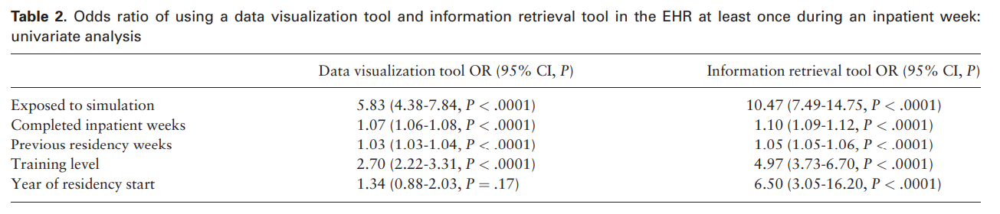 Table 2. Odds ratio of using a data visualization tool and information retrieval tool in the EHR at least once during an inpatient week:
univariate analysis
Data visualization tool OR (95% CI, P) Information retrieval tool OR (95% CI, P)
Exposed to simulation 5.83 (4.38-7.84, P < .0001) 10.47 (7.49-14.75, P < .0001)
Completed inpatient weeks 1.07 (1.06-1.08, P < .0001) 1.10 (1.09-1.12, P < .0001)
Previous residency weeks 1.03 (1.03-1.04, P < .0001) 1.05 (1.05-1.06, P < .0001)
Training level 2.70 (2.22-3.31, P < .0001) 4.97 (3.73-6.70, P < .0001)
Year of residency start 1.34 (0.88-2.03, P = .17) 6.50 (3.05-16.20, P < .0001)